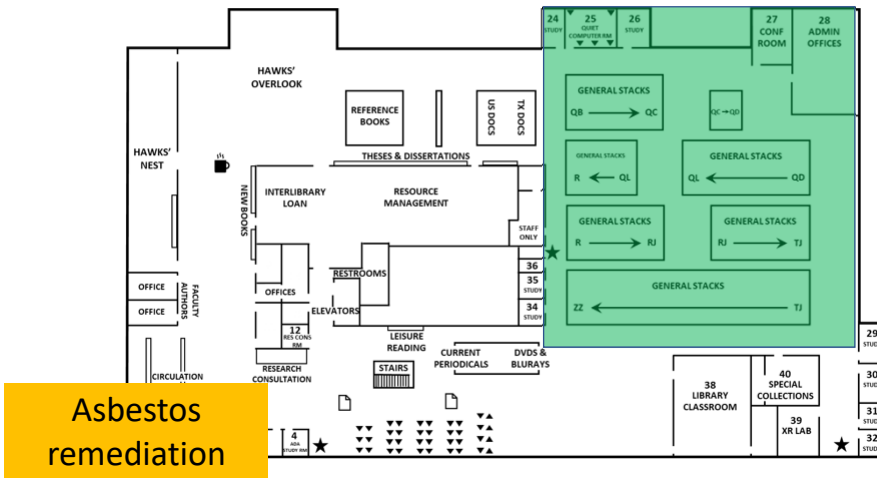 24
STUDY
25
QUIET
COMPUTER RM
26
STUDY
27
CONF
ROOM
28
ADMIN
OFFICES
HAWKS'
OVERLOOK
GENERAL STACKS
QB QC
QC→QD
REFERENCE
BOOKS
US DOCS
TX DOCS
HAWKS'
NEST
THESES & DISSERTATIONS
GENERAL STACKS
R QL
GENERAL STACKS
QL QD
NEW BOOKS
INTERLIBRARY
LOAN
RESOURCE
MANAGEMENT
STAFF
ONLY
GENERAL STACKS
R RJ
GENERAL STACKS
RJ TJ
36
35
STUDY
34
STUDY
RESTROOMS
OFFICES
ELEVATORS
OFFICE
OFFICE
FACULTY
AUTHORS
GENERAL STACKS
ZZ TJ
12
RES CONS
RM
LEISURE
READING
CURRENT
PERIODICALS
DVDS &
BLURAYS
29
STUD
RESEARCH
CONSULTATION
STAIRS
CIRCULATION
38
LIBRARY
CLASSROOM
40
SPECIAL
COLLECTIONS
30
STUD
39
XR LAB
31
STUD
32
STUD
4
ADA
STUDY RM
Asbestos
remediation